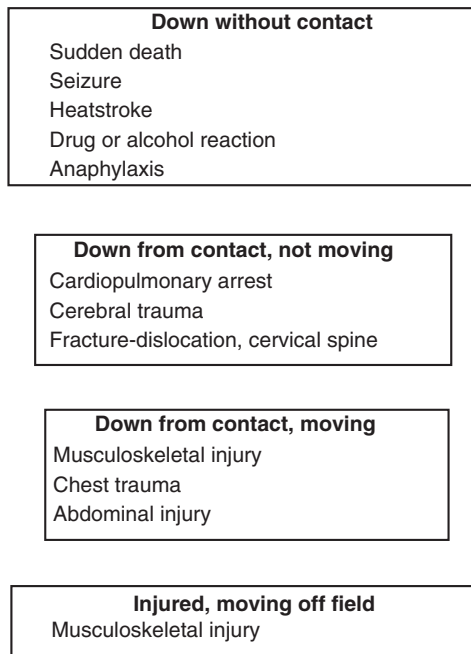 Down without contact
Sudden death
Seizure
Heatstroke
Drug or alcohol reaction
Anaphylaxis
Down from contact, not moving
Cardiopulmonary arrest
Cerebral trauma
Fracture-dislocation, cervical spine
Down from contact, moving
Musculoskeletal injury
Chest trauma
Abdominal injury
Injured, moving off field
Musculoskeletal injury